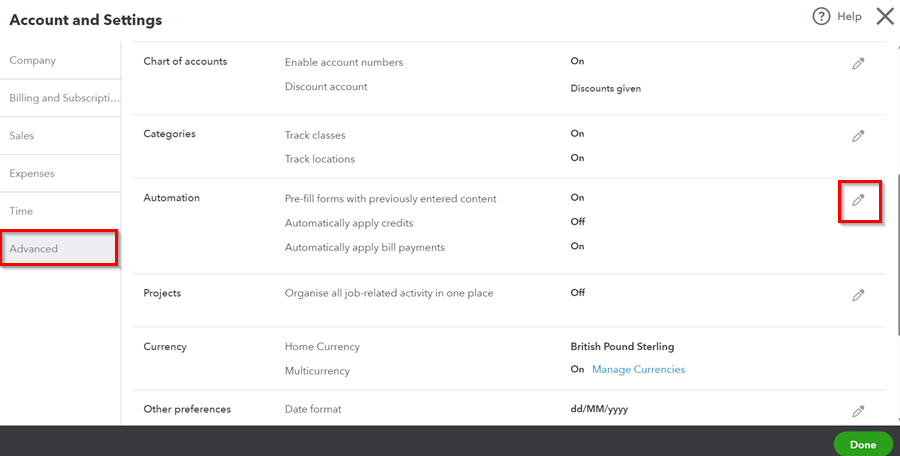 Account and Settings
Help
Company
Billing and Subscripti...
Sales
Expenses
Time
Advanced
Chart of accounts
Enable account numbers On
Discount account Discounts given
Categories
Track classes On
Track locations On
Automation
Pre-fill forms with previously entered content On
Automatically apply credits Off
Automatically apply bill payments On
Projects
Organise all job-related activity in one place Off
Currency
Home Currency British Pound Sterling
Multicurrency On Manage Currencies
Other preferences
Date format dd/MM/yyyy
Done